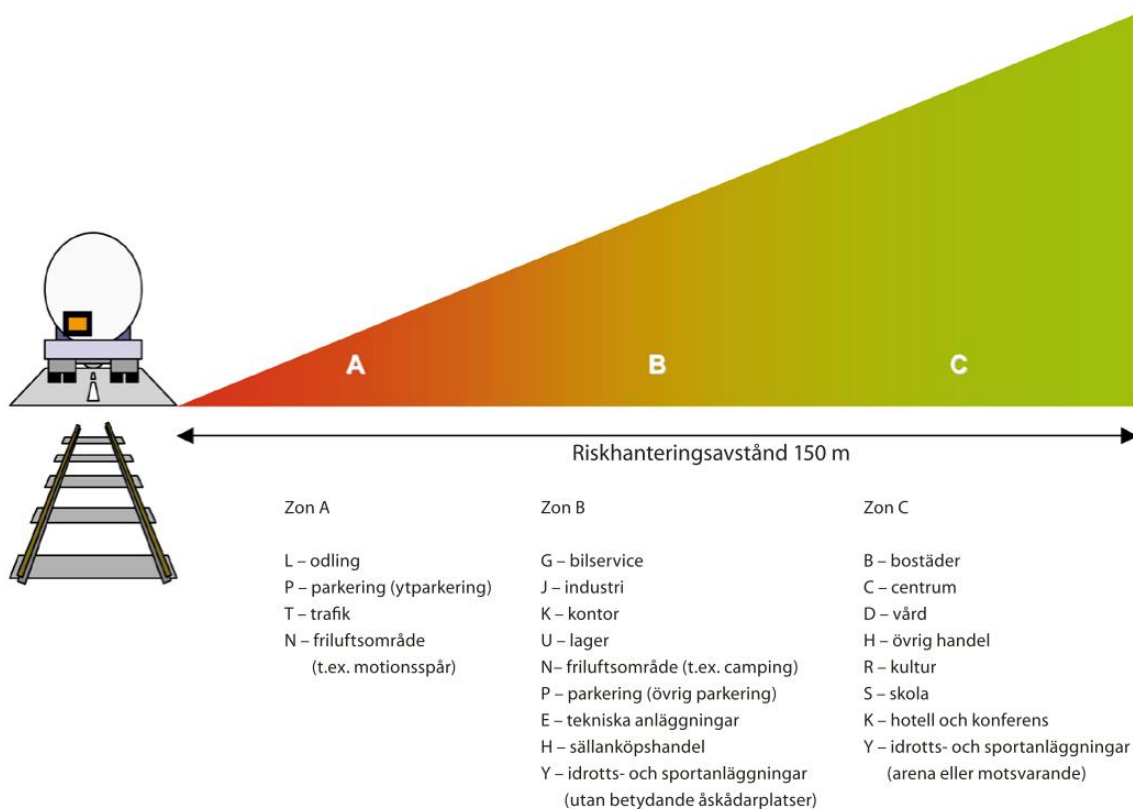 A
B
C
Riskhanteringsavstånd 150 m
Zon A
L – odling
P – parkering (ytparkering)
T – trafik
N – friluftsområde
(t.ex. motionsspår)
Zon B
G – bilservice
J – industri
K – kontor
U – lager
N– friluftsområde (t.ex. camping)
P – parkering (övrig parkering)
E – tekniska anläggningar
H – sällanköpshandel
Y – idrotts- och sportanläggningar
(utan betydande åskådarplatser)
Zon C
B – bostäder
C – centrum
D – vård
H – övrig handel
R – kultur
S – skola
K – hotell och konferens
Y – idrotts- och sportanläggningar
(arena eller motsvarande)